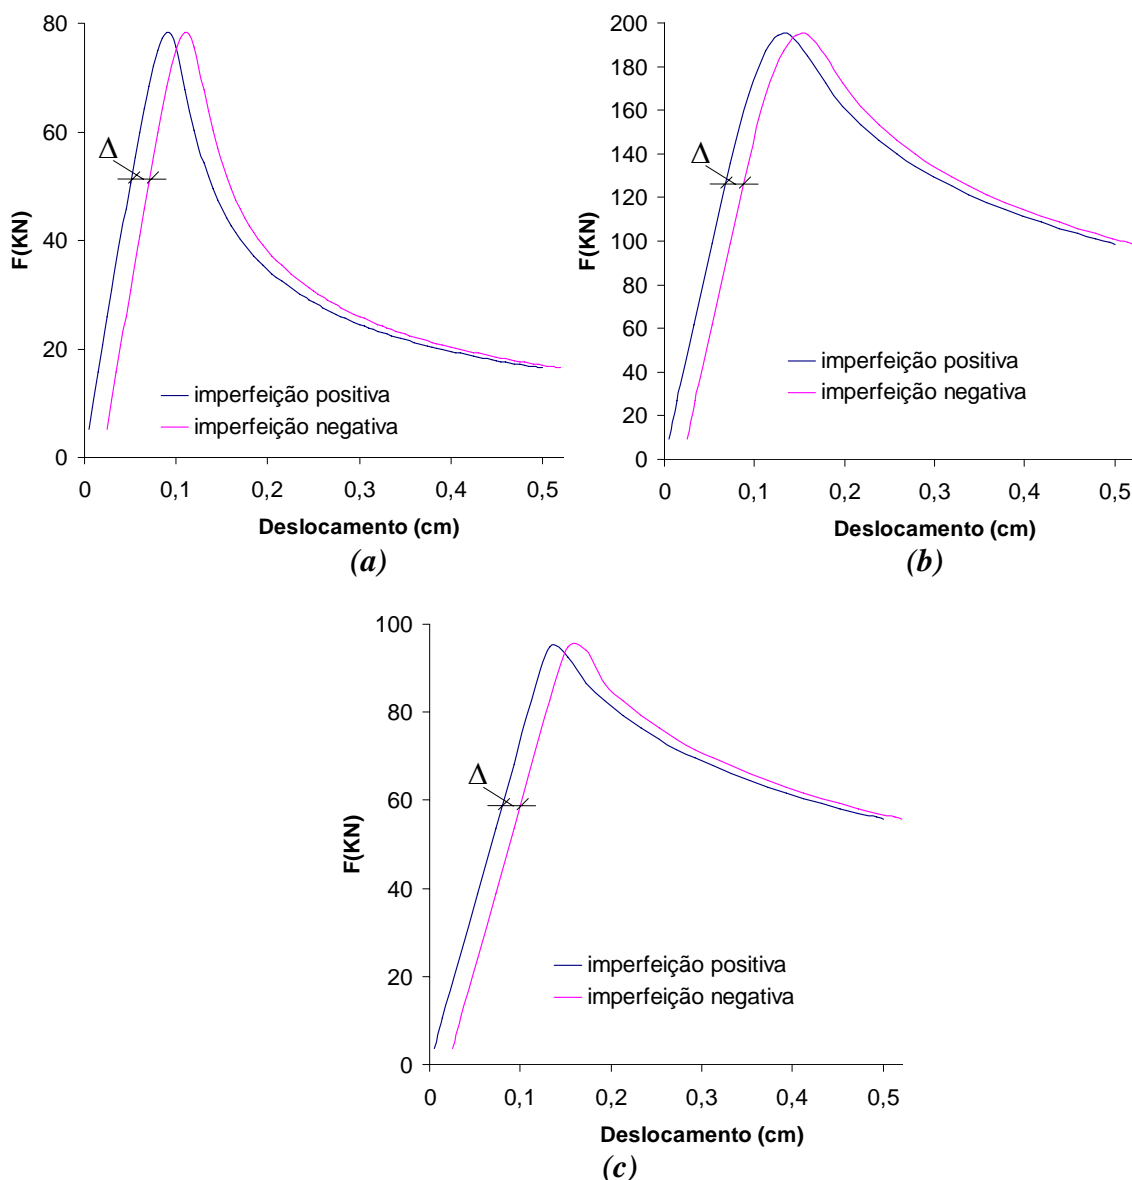 F(KN)
80
60
40
20
0
Δ
imperfeição positiva
imperfeição negativa
0 0,1 0,2 0,3 0,4 0,5
Deslocamento (cm)
(a)
F(KN)
200
180
160
140
120
100
80
60
40
20
0
Δ
imperfeição positiva
imperfeição negativa
0 0,1 0,2 0,3 0,4 0,5
Deslocamento (cm)
(b)
F(KN)
100
80
60
40
20
0
Δ
imperfeição positiva
imperfeição negativa
0 0,1 0,2 0,3 0,4 0,5
Deslocamento (cm)
(c)